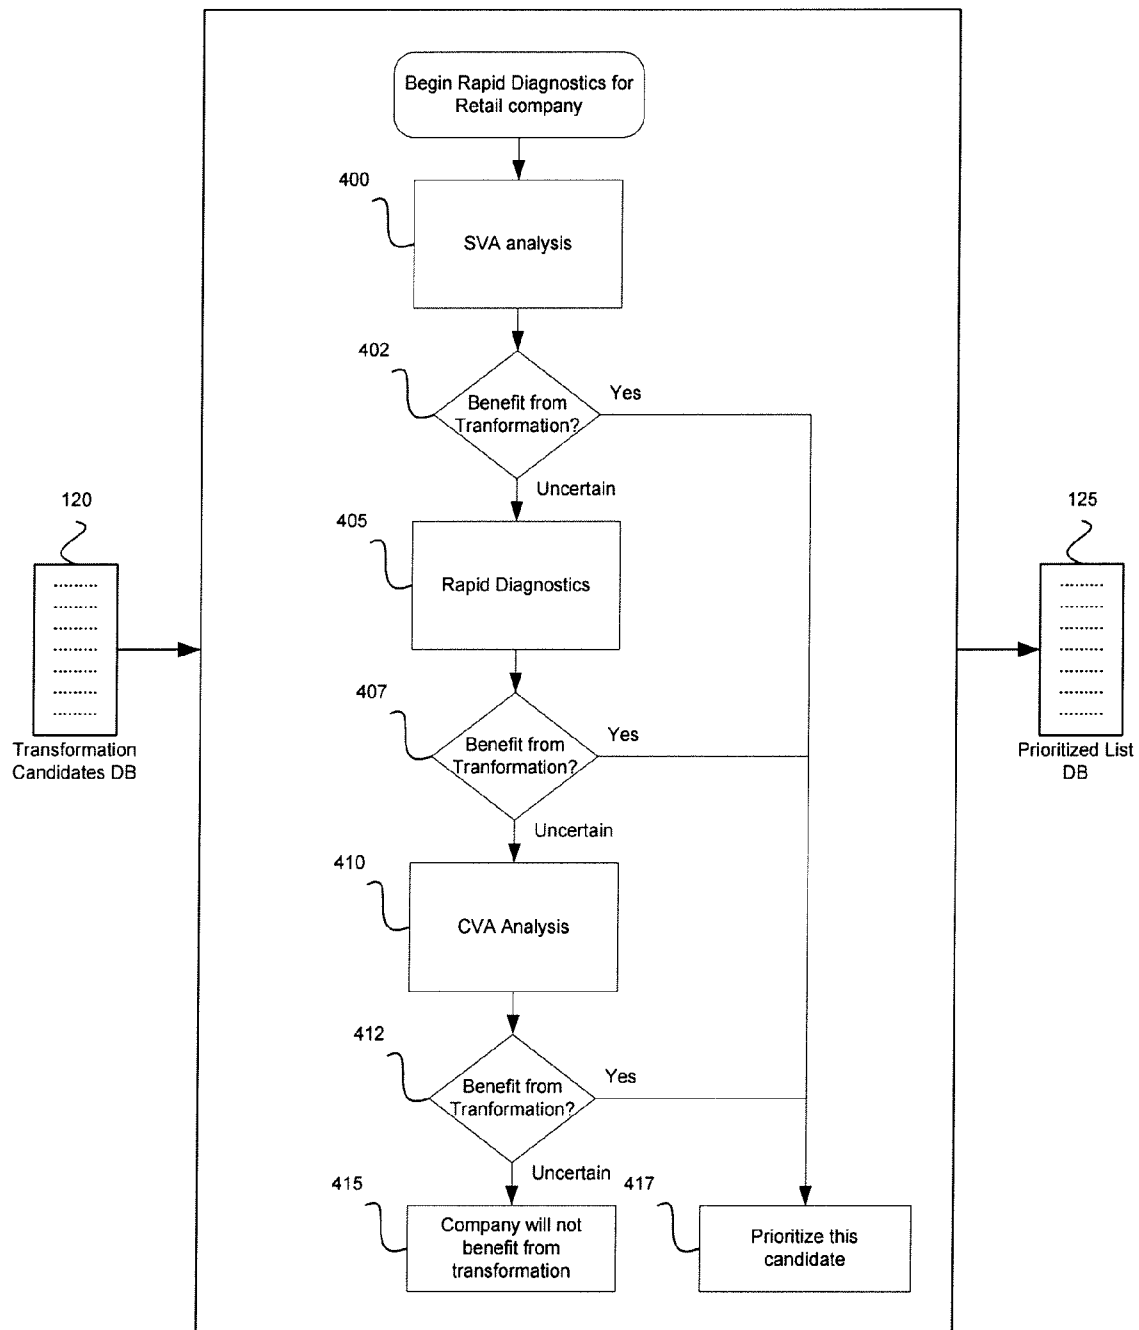 Begin Rapid Diagnostics for
Retail company
400
SVA analysis
402
Benefit from
Tranformation?
Yes
Uncertain
120
Transformation
Candidates DB
405
Rapid Diagnostics
125
Prioritized List
DB
407
Benefit from
Tranformation?
Yes
Uncertain
410
CVA Analysis
412
Benefit from
Tranformation?
Yes
Uncertain
415
Company will not
benefit from
transformation
417
Prioritize this
candidate